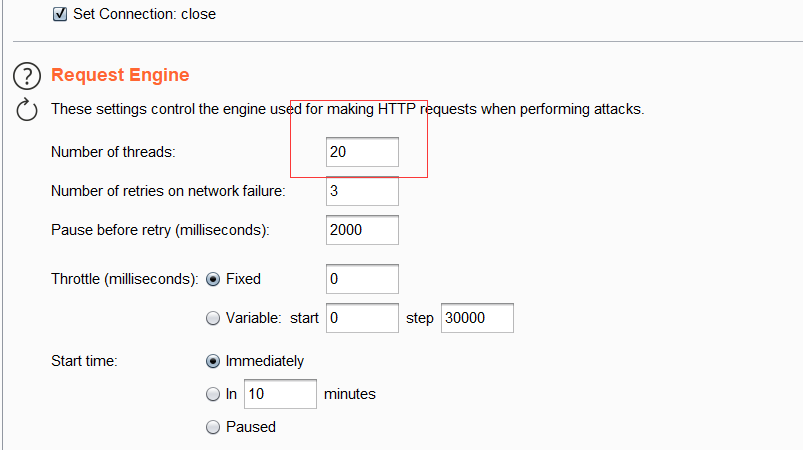 Set Connection: close
? Request Engine
These settings control the engine used for making HTTP requests when performing attacks.
Number of threads: 20
Number of retries on network failure: 3
Pause before retry (milliseconds): 2000
Throttle (milliseconds): Fixed 0
Variable: start 0 step 30000
Start time: Immediately
In 10 minutes
Paused